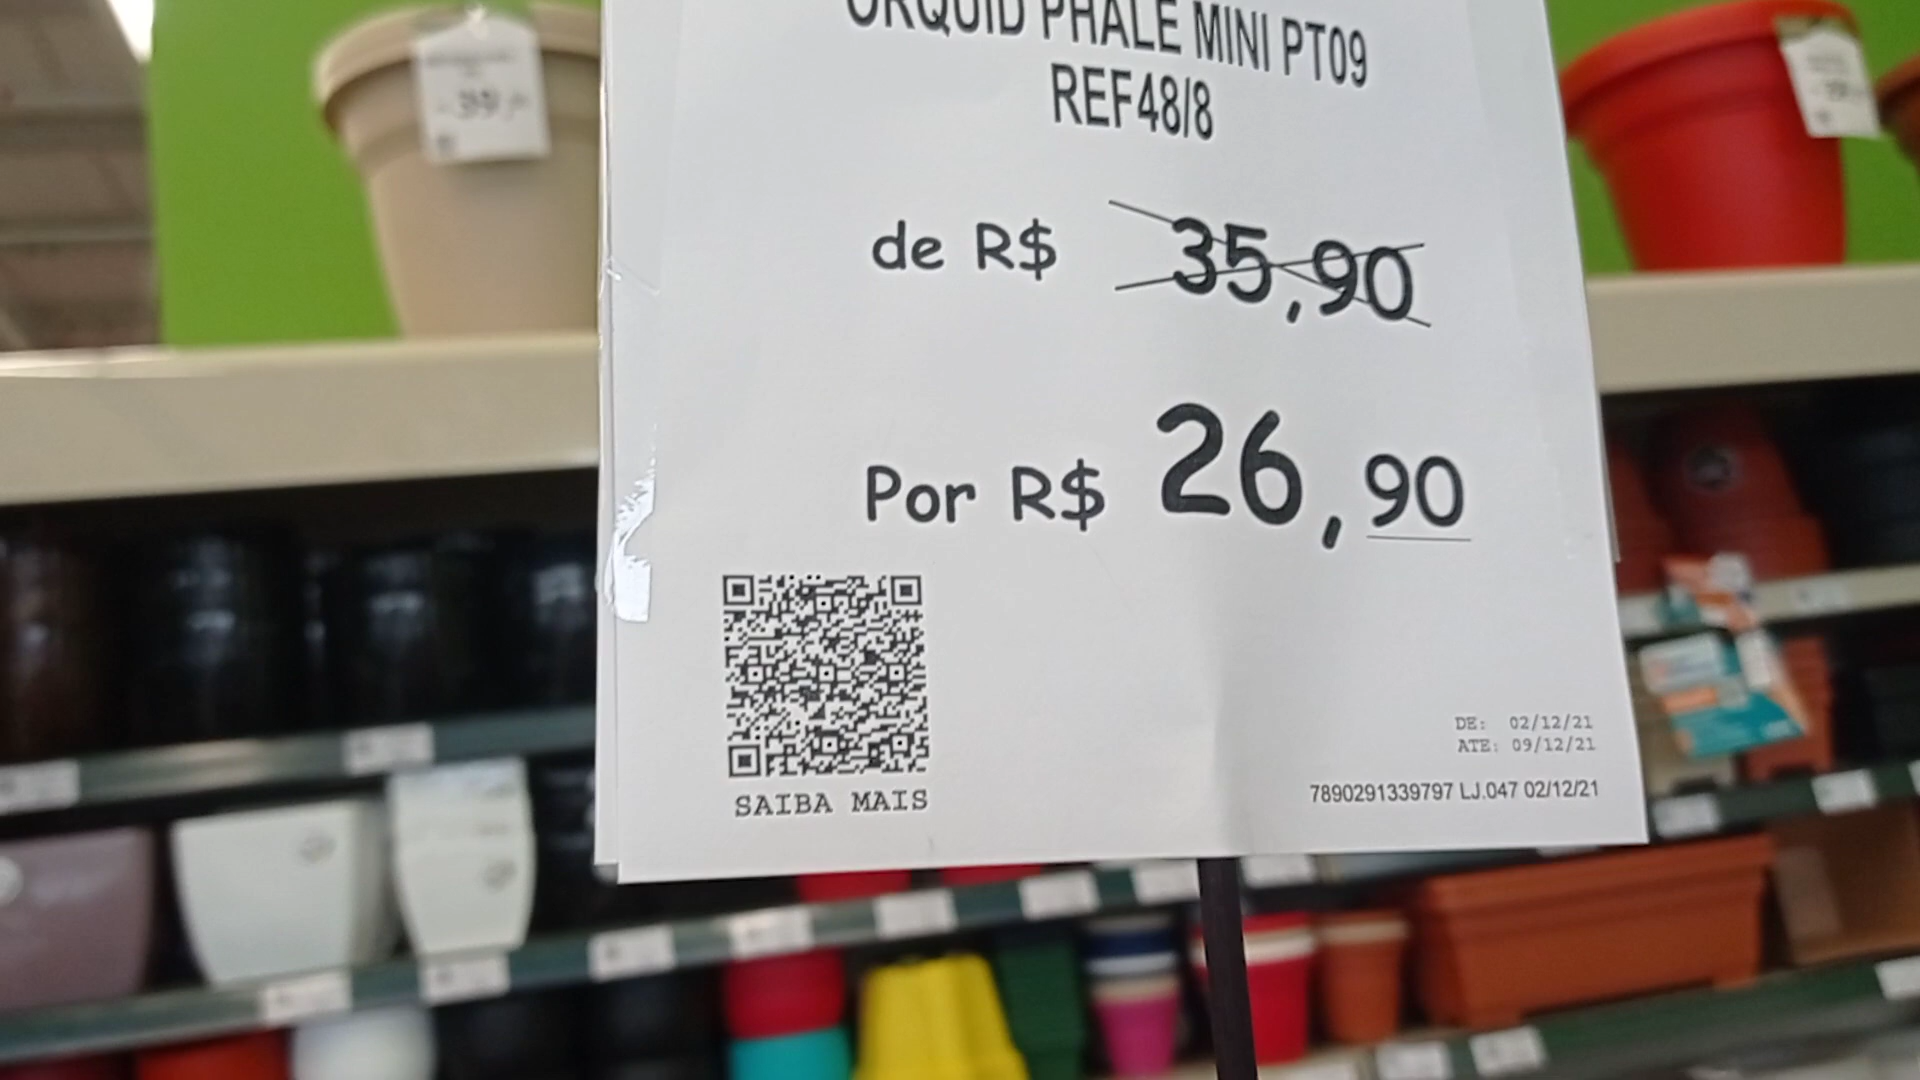 ORQUID PHALE MINI PT09
REF48/8
de R$ 35,90
Por R$ 26,90
SAIBA MAIS
DE: 02/12/21
ATE: 09/12/21
7890291339797 LJ.047 02/12/21
39,